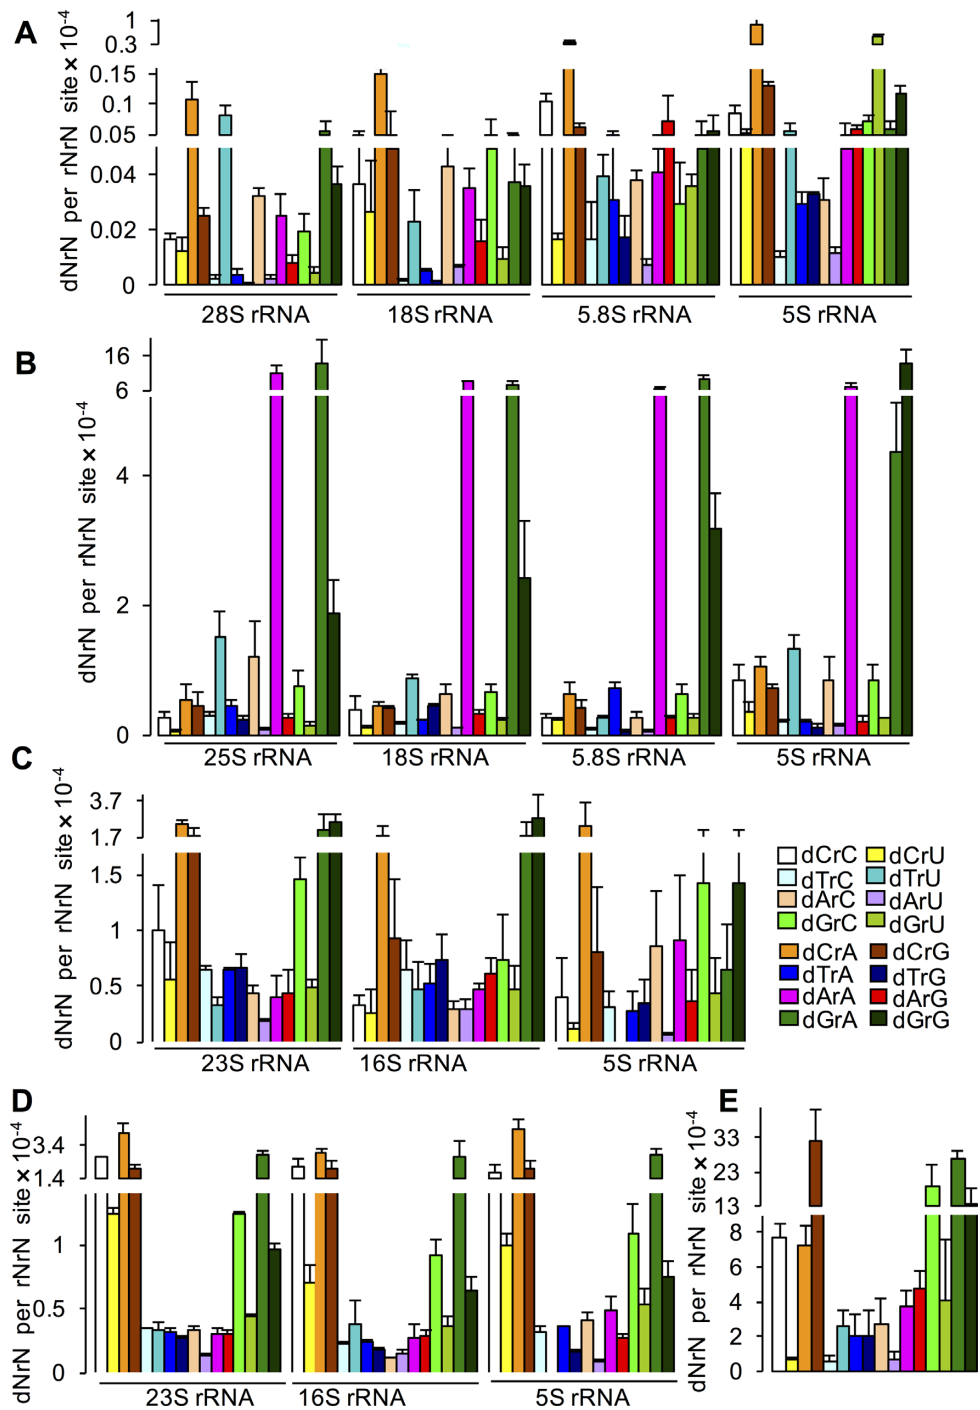 A
dNrN per rNrN site × 10-4
1
0.3
0.15
0.1
0.05
0.04
0.02
0
28S rRNA
18S rRNA
5.8S rRNA
5S rRNA
B
dNrN per rNrN site × 10-4
16
6
4
2
0
25S rRNA
18S rRNA
5.8S rRNA
5S rRNA
C
dNrN per rNrN site × 10-4
3.7
1.7
1.5
1
0.5
0
23S rRNA
16S rRNA
5S rRNA
dCrC dCrU
dTrC dTrU
dArC dArU
dGrC dGrU
dCrA dCrG
dTrA dTrG
dArA dArG
dGrA dGrG
D
dNrN per rNrN site × 10-4
3.4
1.4
1
0.5
0
23S rRNA
16S rRNA
5S rRNA
E
dNrN per rNrN site × 10-4
33
23
13
8
6
4
2
0